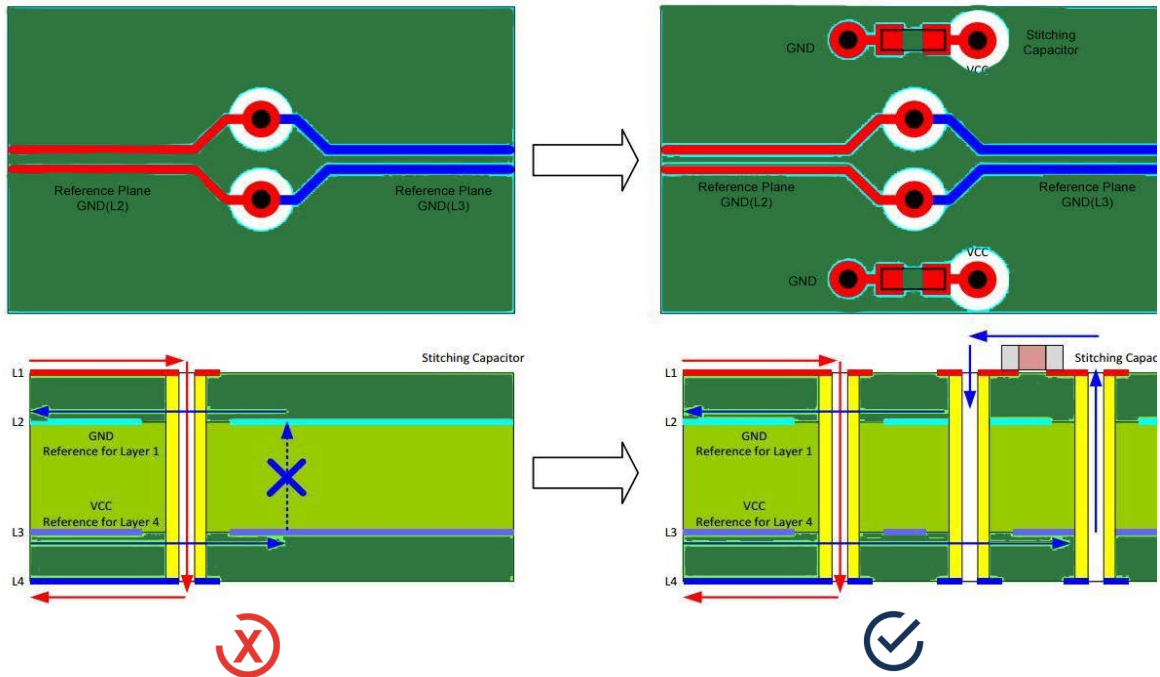 GND
Stitching
Capacitor
VCC
Reference Plane
GND(L2)
Reference Plane
GND(L3)
Reference Plane
GND(L2)
Reference Plane
GND(L3)
VCC
GND
Stitching Capacitor
Stitching Capac
L1
L2
GND
Reference for Layer 1
VCC
Reference for Layer 4
L3
L4
L1
L2
GND
Reference for Layer 1
VCC
Reference for Layer 4
L3
L4
X